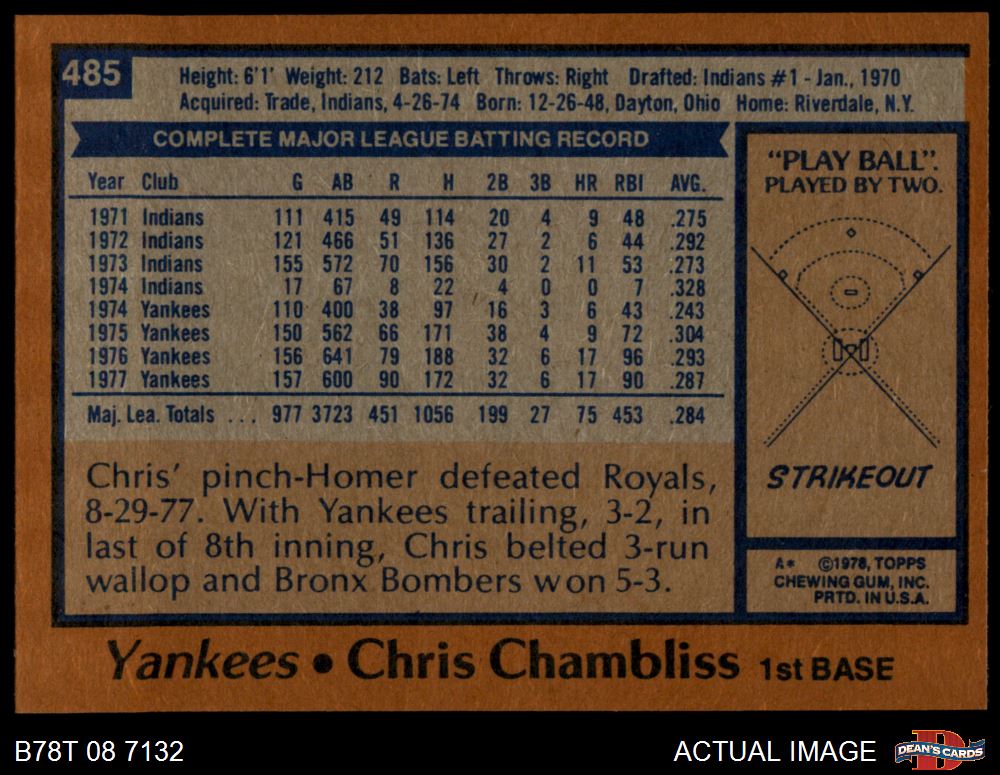 485
Height: 6'1' Weight: 212 Bats: Left Throws: Right Drafted: Indians #1 - Jan., 1970
Acquired: Trade, Indians, 4-26-74 Born: 12-26-48, Dayton, Ohio Home: Riverdale, N.Y.
COMPLETE MAJOR LEAGUE BATTING RECORD
Year Club G AB R H 2B 3B HR RBI AVG.
1971 Indians 111 415 49 114 20 4 9 48 .275
1972 Indians 121 466 51 136 27 2 6 44 .292
1973 Indians 155 572 70 156 30 2 11 53 .273
1974 Indians 17 67 8 22 4 0 0 7 .328
1974 Yankees 110 400 38 97 16 3 6 43 .243
1975 Yankees 150 562 66 171 38 4 9 72 .304
1976 Yankees 156 641 79 188 32 6 17 96 .293
1977 Yankees 157 600 90 172 32 6 17 90 .287
Maj. Lea. Totals ... 977 3723 451 1056 199 27 75 453 .284
Chris' pinch-Homer defeated Royals,
8-29-77. With Yankees trailing, 3-2, in
last of 8th inning, Chris belted 3-run
wallop and Bronx Bombers won 5-3.
"PLAY BALL".
PLAYED BY TWO.
STRIKEOUT
A* ©1978, TOPPS
CHEWING GUM, INC.
PRTD. IN U.S.A.
Yankees • Chris Chambliss 1st BASE
B78T 08 7132
ACTUAL IMAGE
DEAN'S CARDS